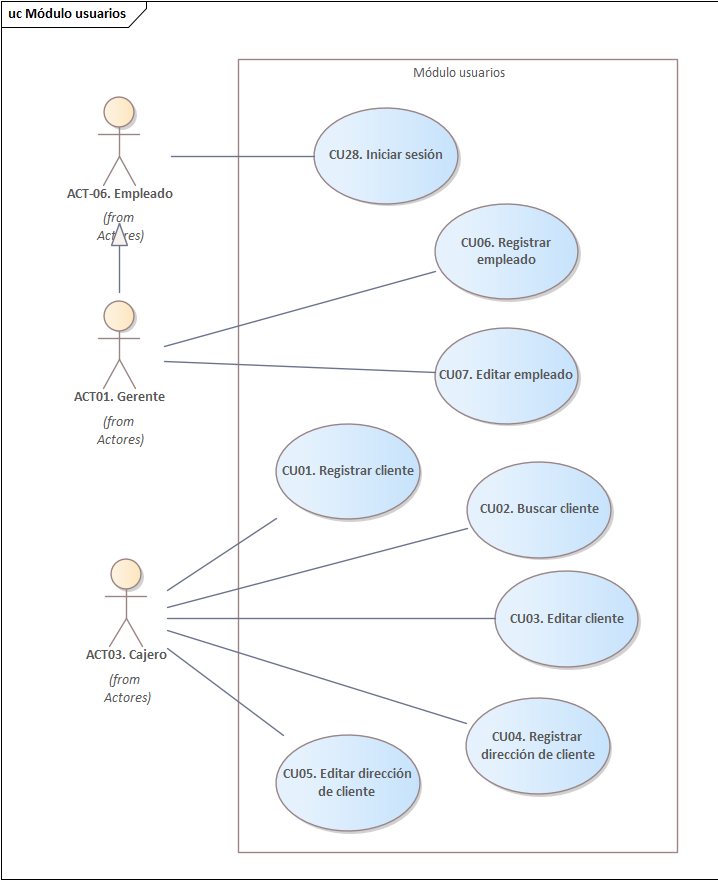 uc Módulo usuarios
Módulo usuarios
CU28. Iniciar sesión
ACT-06. Empleado
(from
Actores)
CU06. Registrar
empleado
CU07. Editar empleado
ACT01. Gerente
(from
Actores)
CU01. Registrar cliente
CU02. Buscar cliente
CU03. Editar cliente
ACT03. Cajero
(from
Actores)
CU04. Registrar
dirección de cliente
CU05. Editar dirección
de cliente